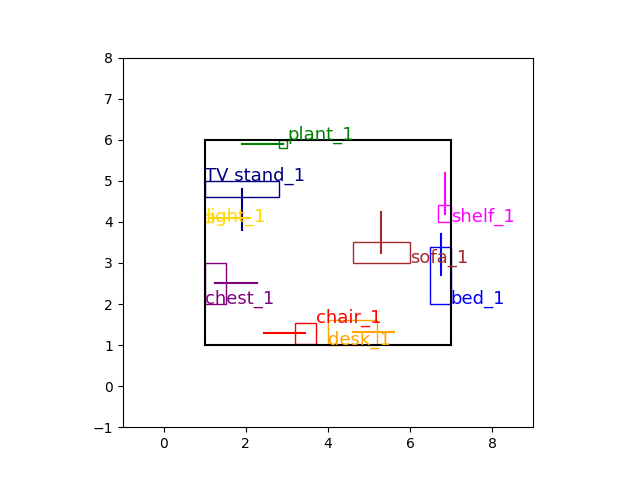 8
7
6
5
4
3
2
1
0
−1
0
2
4
6
8
plant_1
TV stand_1
light_1
shelf_1
sofa_1
chest_1
bed_1
chair_1
desk_1